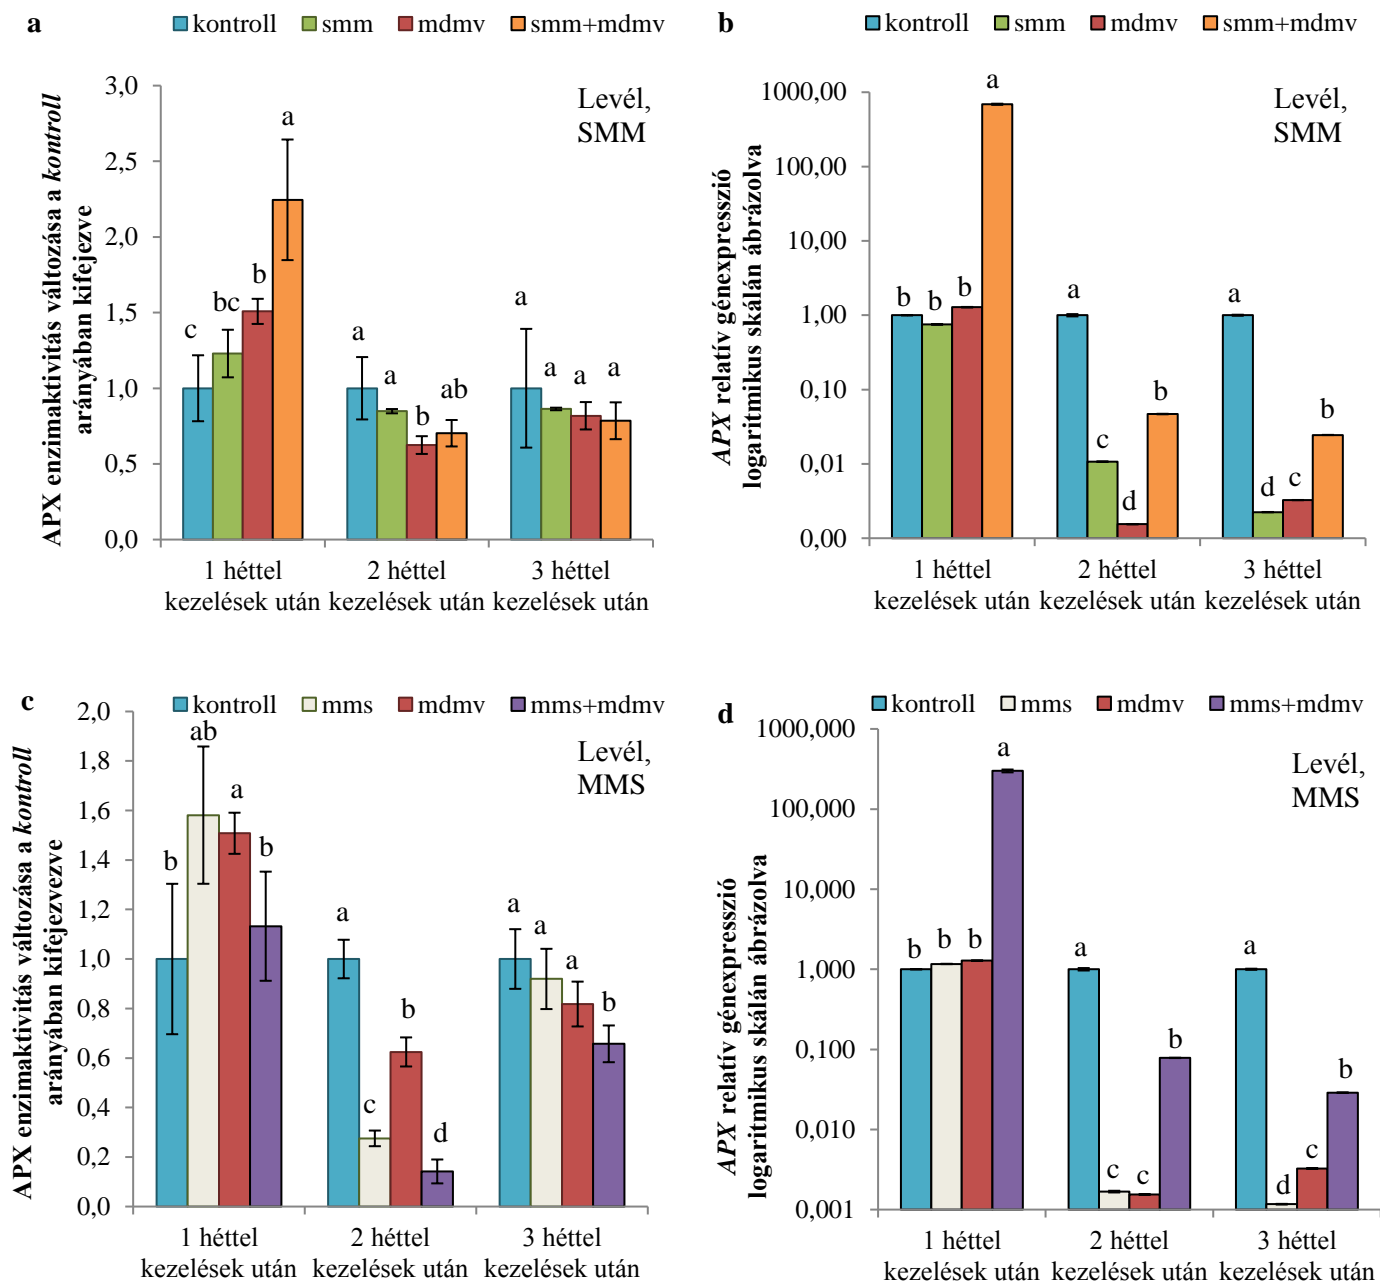 a
kontroll smm mdmv smm+mdmv
Levél,
SMM
APX enzimaktivitás változása a kontroll
arányában kifejezve
3,0
2,5
2,0
1,5
1,0
0,5
0,0
c bc b a
a a b ab
a a a a
1 héttel 2 héttel 3 héttel
kezelések után kezelések után kezelések után
b
kontroll smm mdmv smm+mdmv
Levél,
SMM
APX relatív génexpresszió
logaritmikus skálán ábrázolva
1000,00
100,00
10,00
1,00
0,10
0,01
0,00
b b b a
a c d b
a d c b
1 héttel 2 héttel 3 héttel
kezelések után kezelések után kezelések után
c
kontroll mms mdmv mms+mdmv
Levél,
MMS
APX enzimaktivitás változása a kontroll
arányában kifejezvezve
2,0
1,8
1,6
1,4
1,2
1,0
0,8
0,6
0,4
0,2
0,0
b ab a b
a c b d
a a a b
1 héttel 2 héttel 3 héttel
kezelések után kezelések után kezelések után
d
kontroll mms mdmv mms+mdmv
Levél,
MMS
APX relatív génexpresszió
logaritmikus skálán ábrázolva
1000,000
100,000
10,000
1,000
0,100
0,010
0,001
b b b a
a c c b
a d c b
1 héttel 2 héttel 3 héttel
kezelések után kezelések után kezelések után